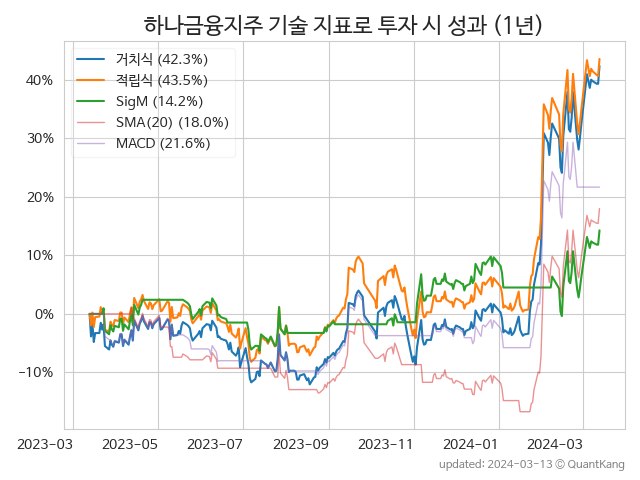 하나금융지주 기술 지표로 투자 시 성과 (1년)
거치식 (42.3%)
적립식 (43.5%)
SigM (14.2%)
SMA(20) (18.0%)
MACD (21.6%)
40%
30%
20%
10%
0%
−10%
2023-03 2023-05 2023-07 2023-09 2023-11 2024-01 2024-03
updated: 2024-03-13 ⓒ QuantKang